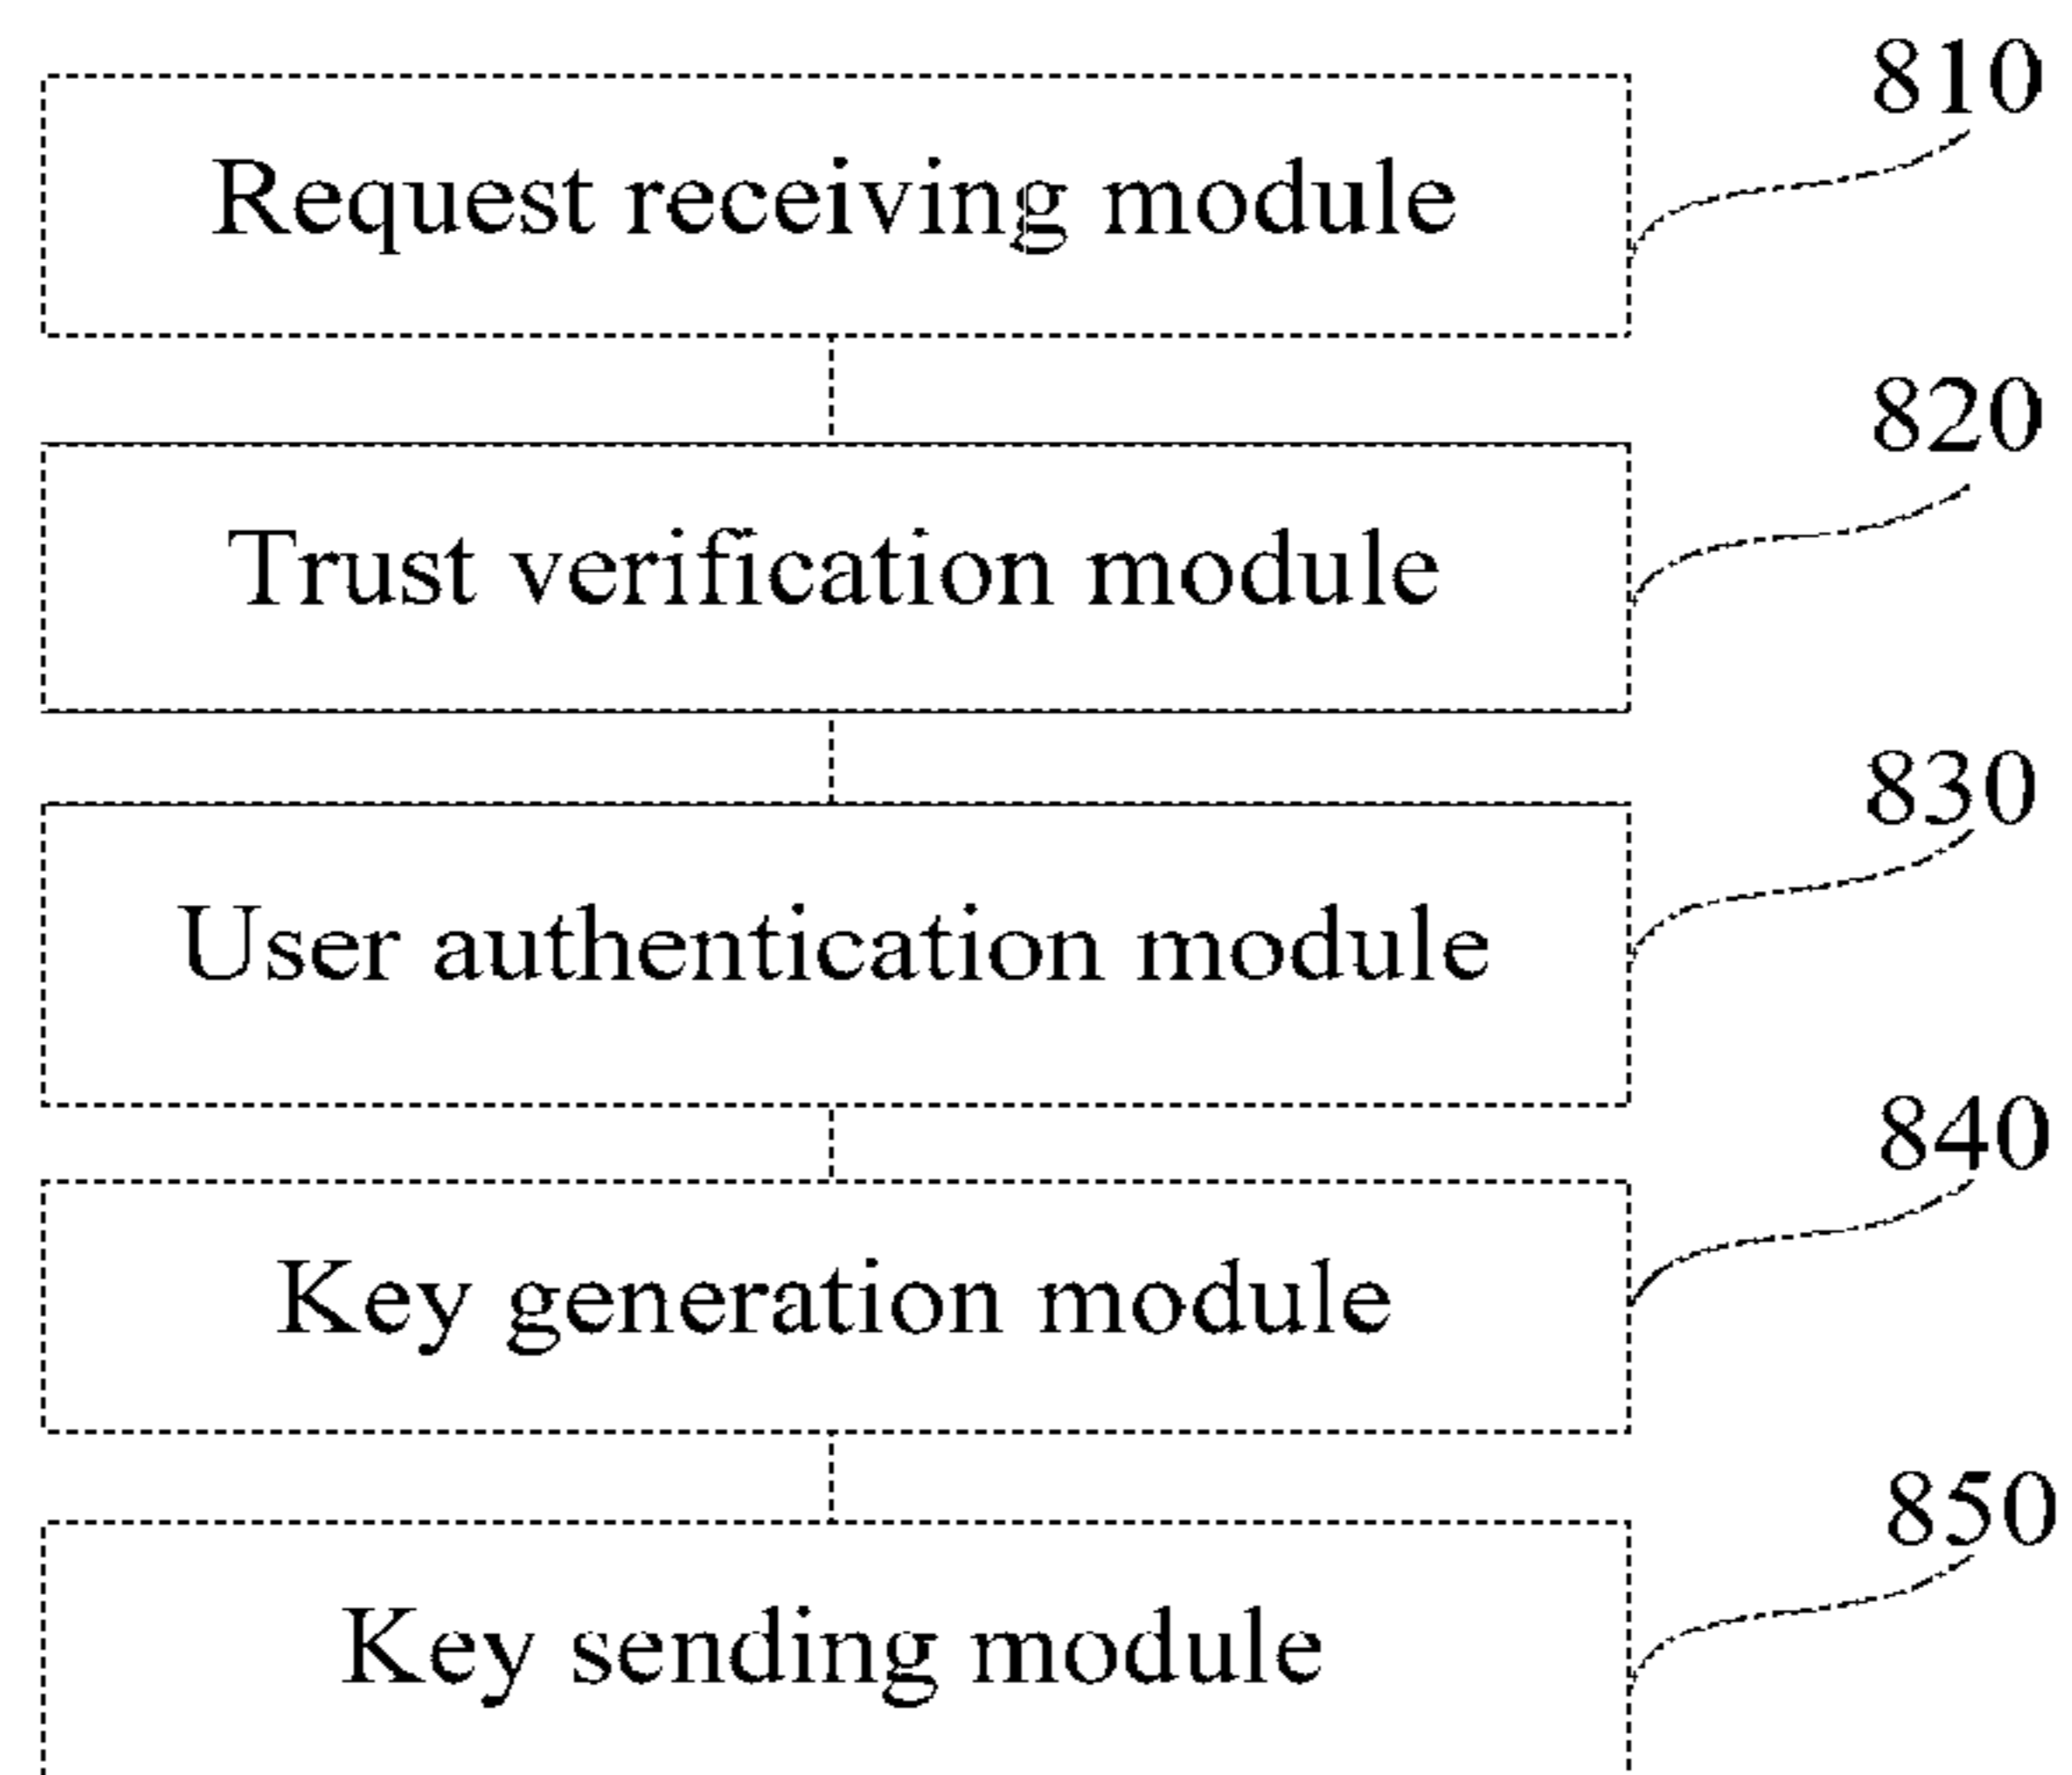 810
Request receiving module
820
Trust verification module
830
User authentication module
840
Key generation module
850
Key sending module